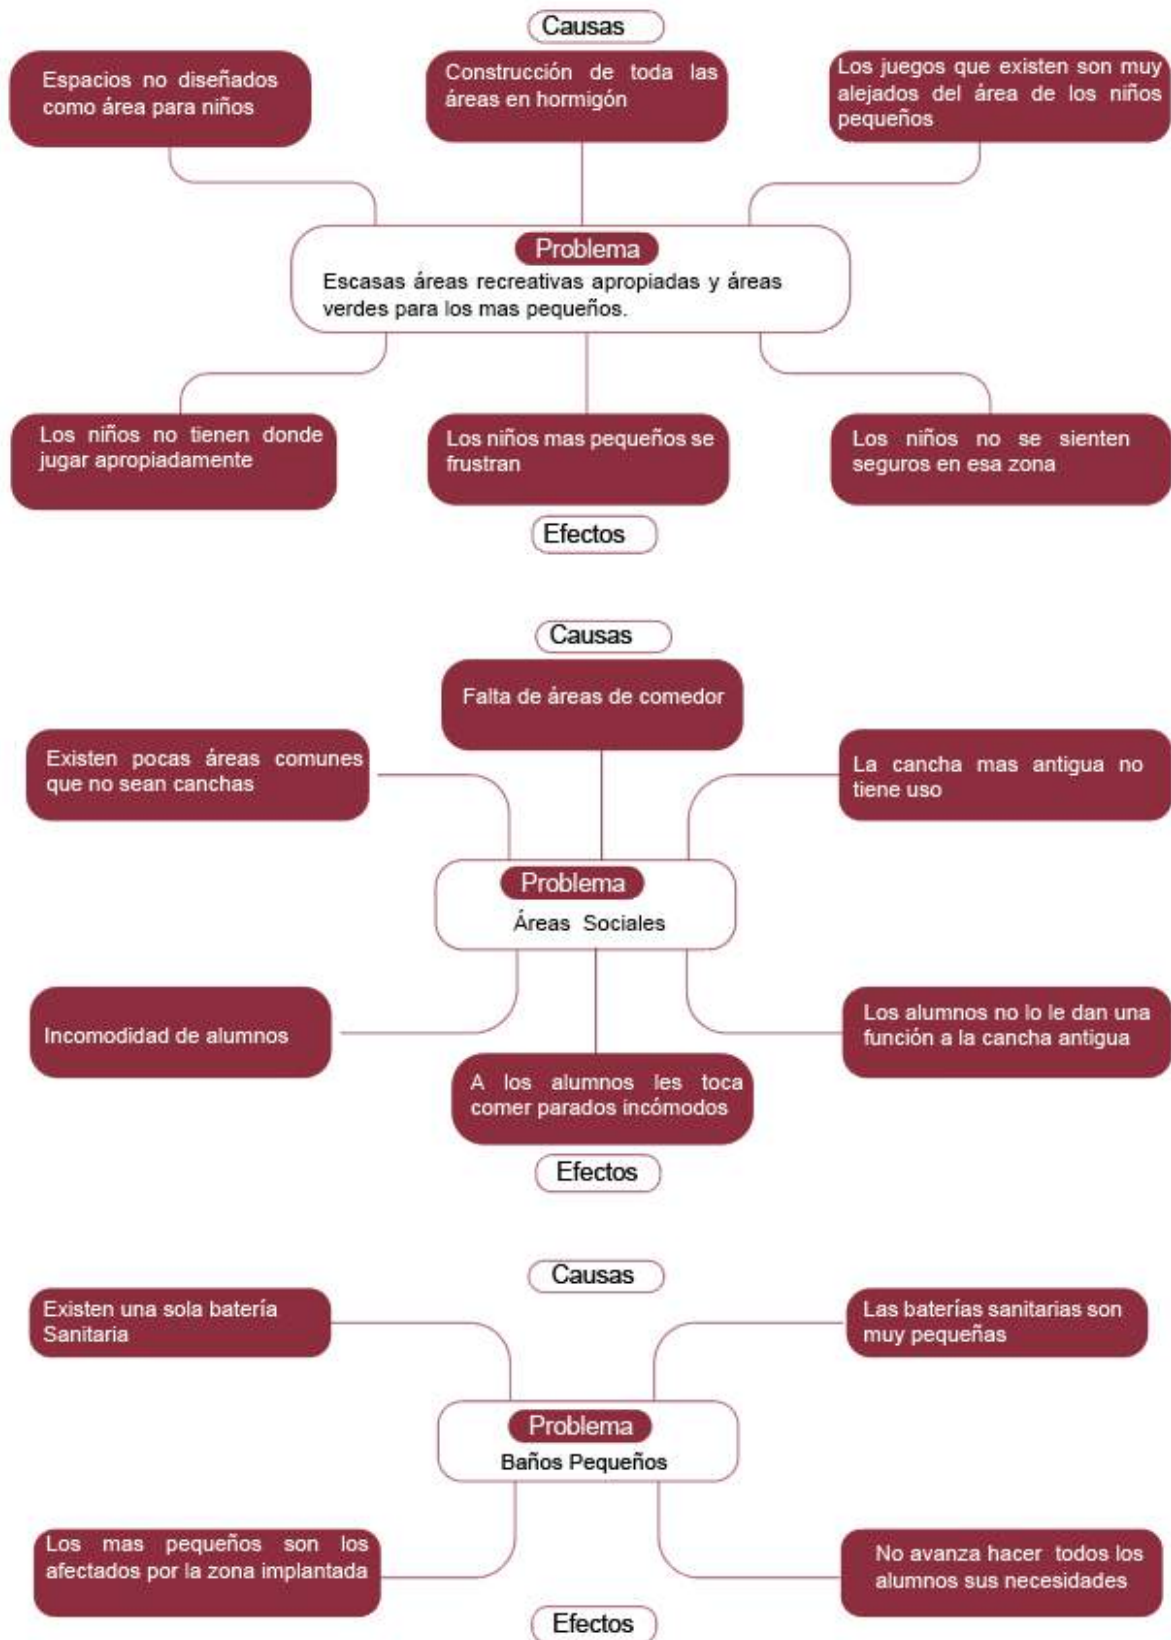 Causas
Espacios no diseñados
como área para niños
Construcción de toda las
áreas en hormigón
Los juegos que existen son muy
alejados del área de los niños
pequeños
Problema
Escasas áreas recreativas apropiadas y áreas
verdes para los mas pequeños.
Los niños no tienen donde
jugar apropiadamente
Los niños mas pequeños se
frustran
Los niños no se sienten
seguros en esa zona
Efectos
Causas
Falta de áreas de comedor
Existen pocas áreas comunes
que no sean canchas
La cancha mas antigua no
tiene uso
Problema
Áreas Sociales
Incomodidad de alumnos
Los alumnos no lo le dan una
función a la cancha antigua
A los alumnos les toca
comer parados incómodos
Efectos
Causas
Existen una sola batería
Sanitaria
Las baterías sanitarias son
muy pequeñas
Problema
Baños Pequeños
Los mas pequeños son los
afectados por la zona implantada
No avanza hacer todos los
alumnos sus necesidades
Efectos